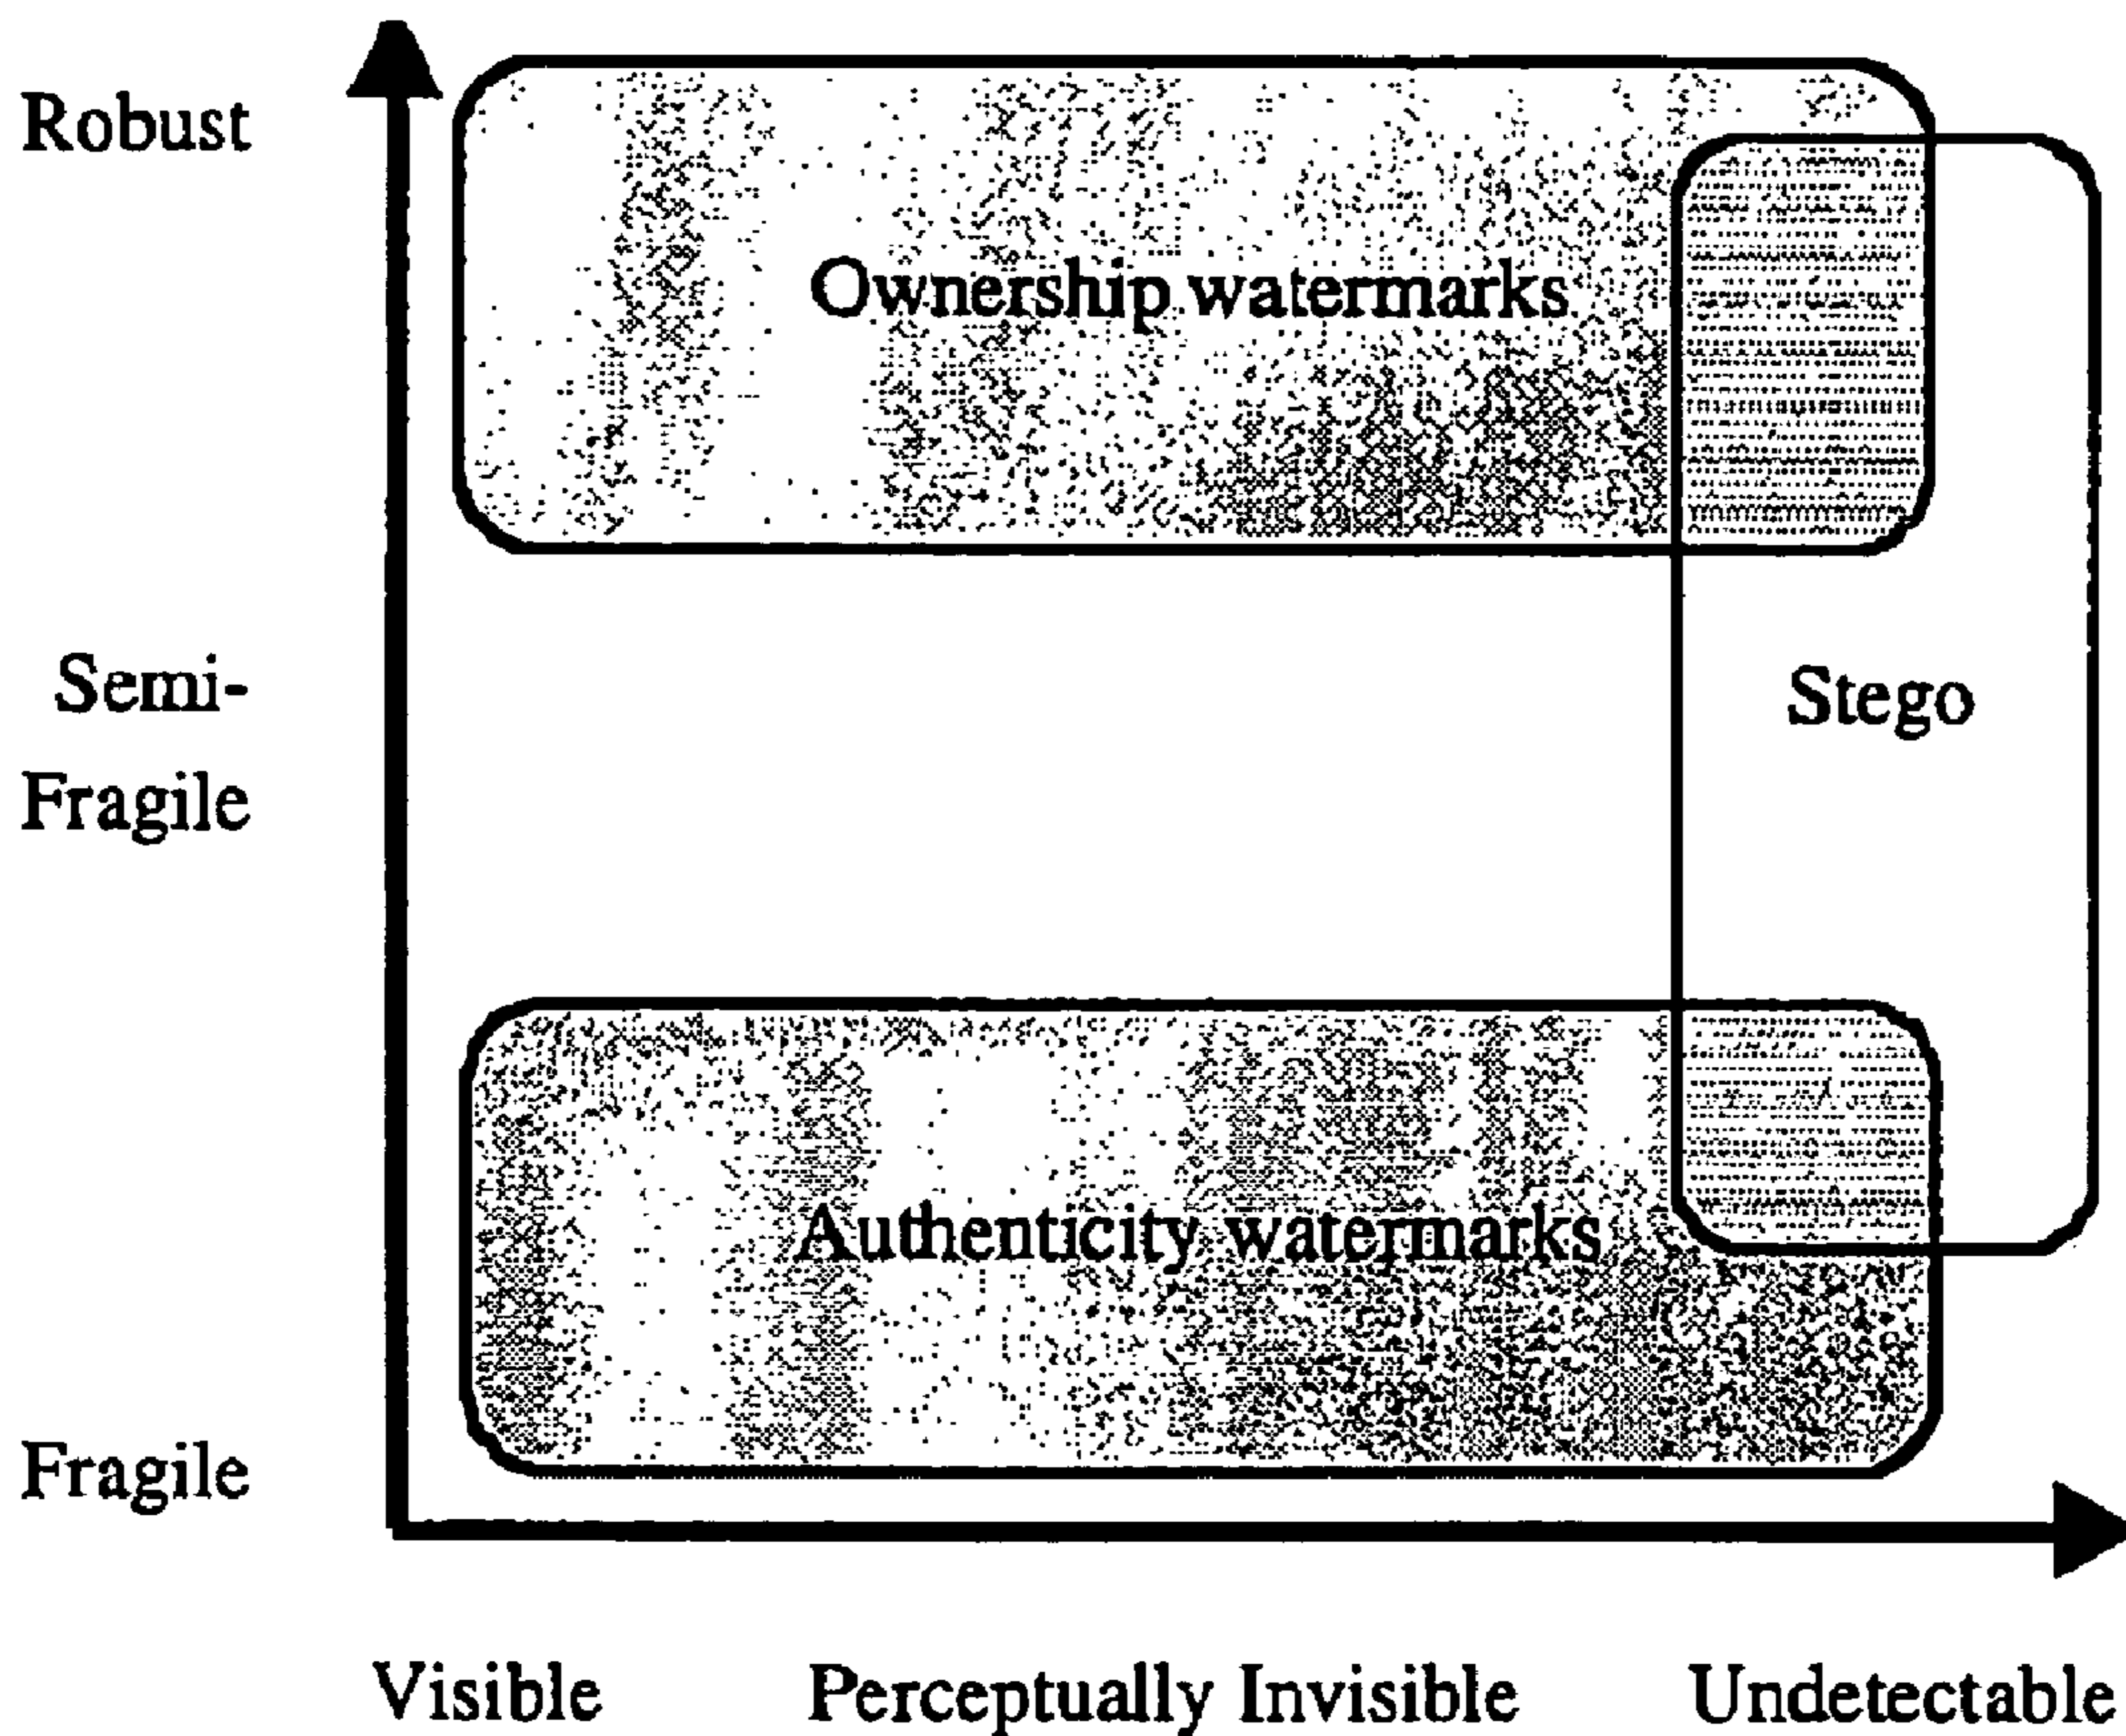 Robust
Ownership watermarks
Semi-
Fragile
Stego
Authenticity watermarks
Fragile
Visible
Perceptually Invisible
Undetectable